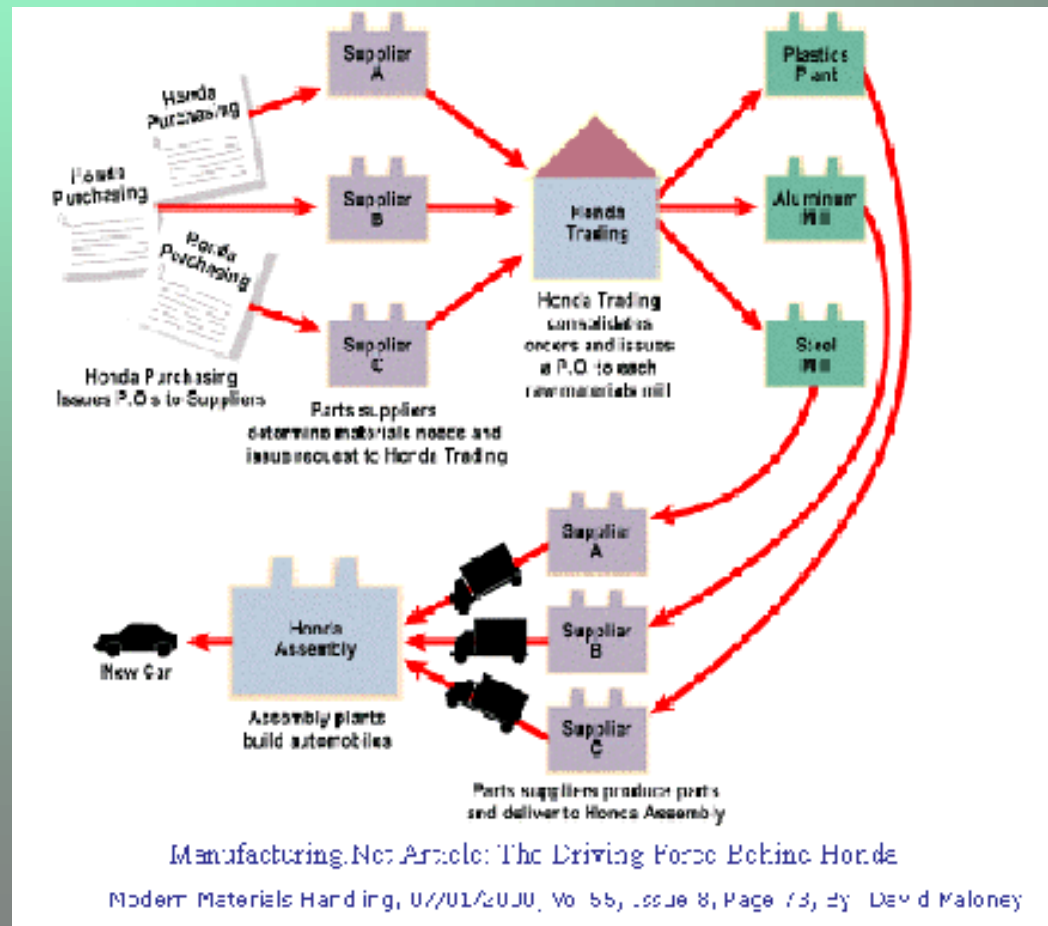 Honda
Purchasing
Honda
Purchasing
Honda
Purchasing
Honda Purchasing
Issues P.O.s to Suppliers
Supplier
A
Supplier
B
Supplier
C
Parts suppliers
determine materials needs and
issue request to Honda Trading
Honda
Trading
Honda Trading
consolidates
orders and issues
a P.O. to each
raw materials mill
Plastics
Plant
Aluminum
Mill
Steel
Mill
Supplier
A
Supplier
B
Supplier
C
Parts suppliers produce parts
and deliver to Honda Assembly
Honda
Assembly
Assembly plants
build automobiles
New Car
Manufacturing.Net Article: The Driving Force Behind Honda
Modern Materials Handling, 07/01/2000, Vol 55, Issue 8, Page 73, By David Maloney